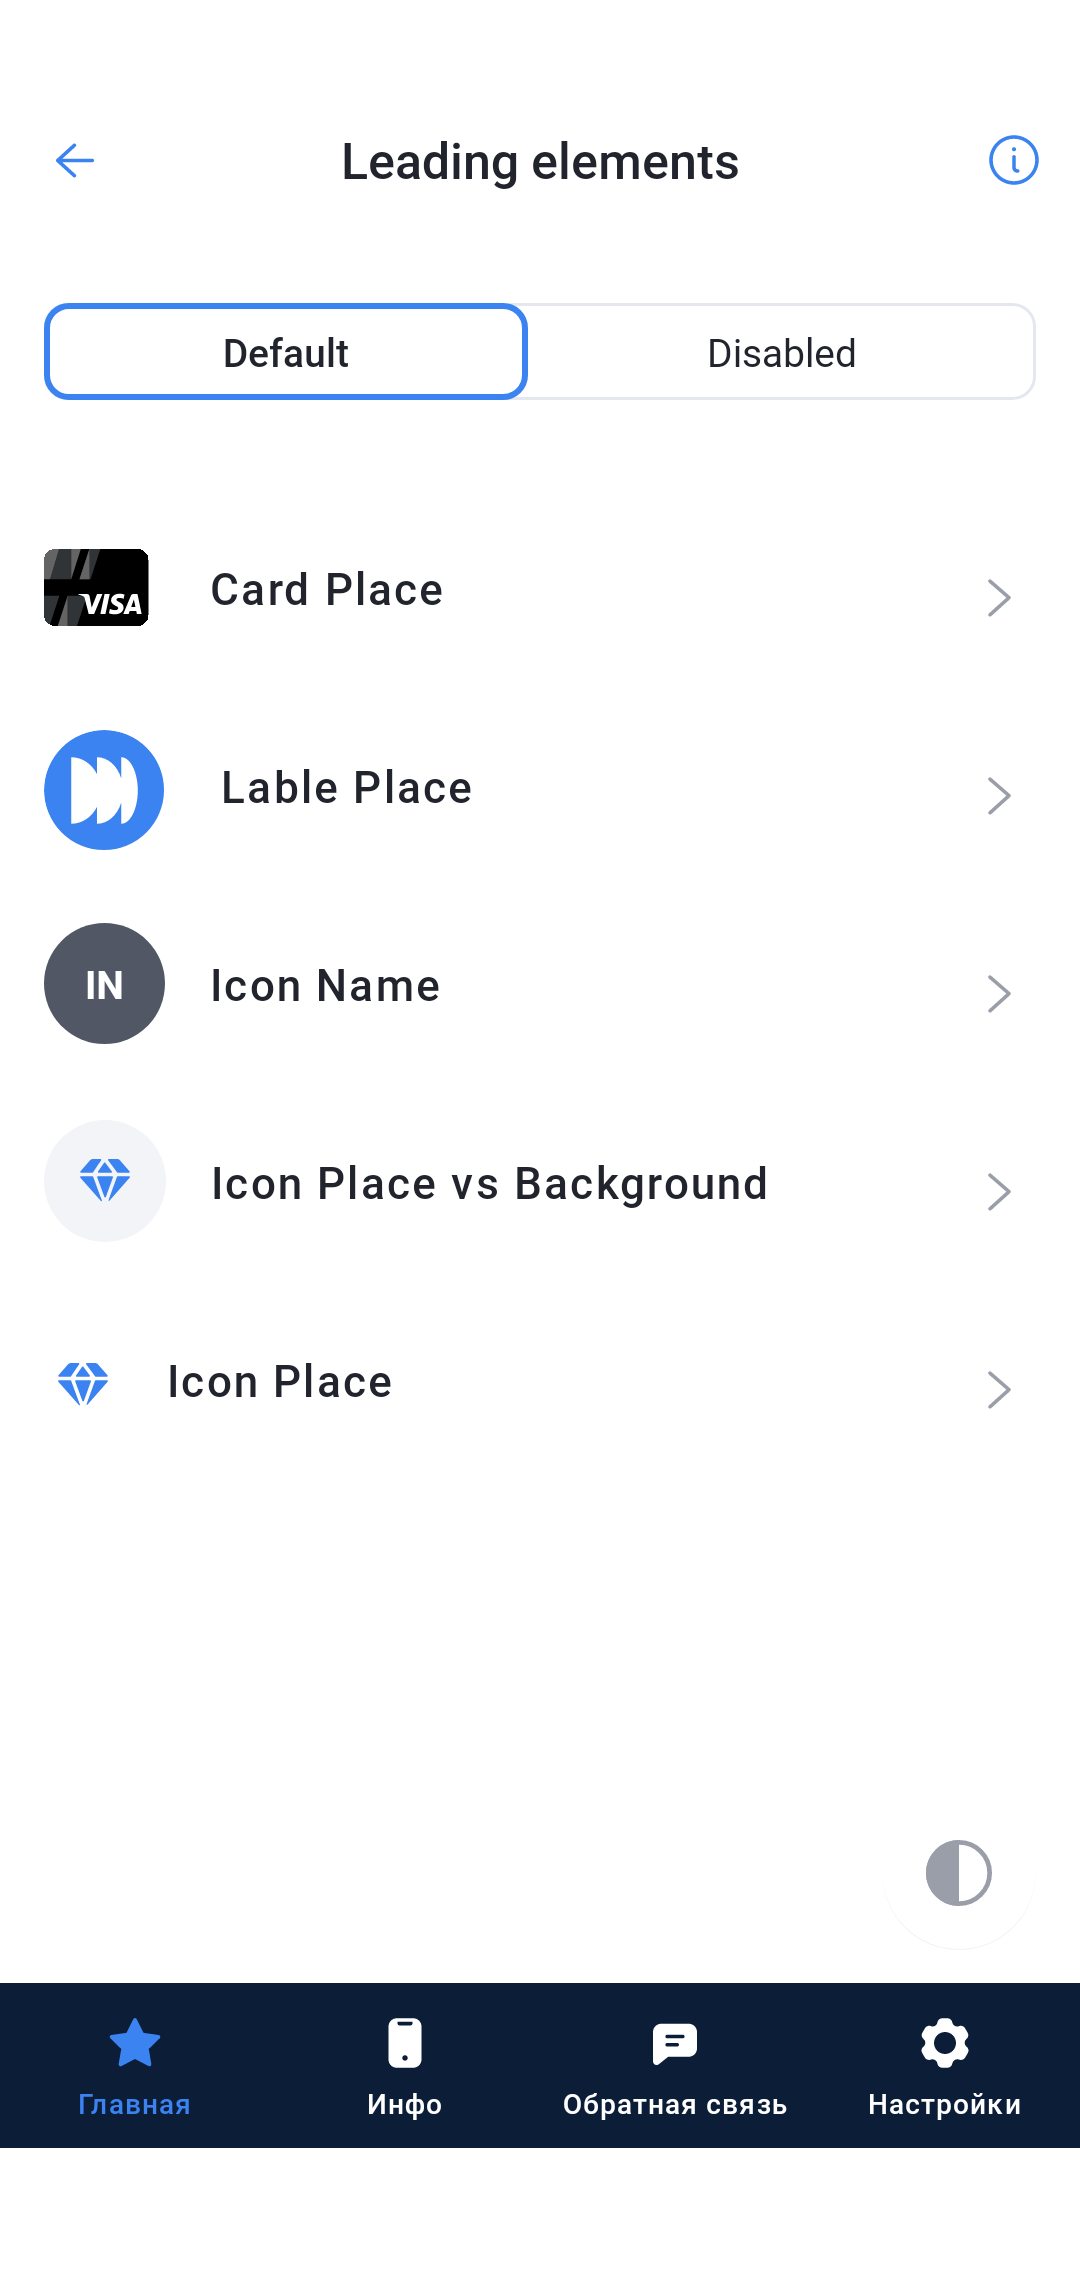 Leading elements
Default
Disabled
VISA
Card Place
Lable Place
IN
Icon Name
Icon Place vs Background
Icon Place
Главная
Инфо
Обратная связь
Настройки